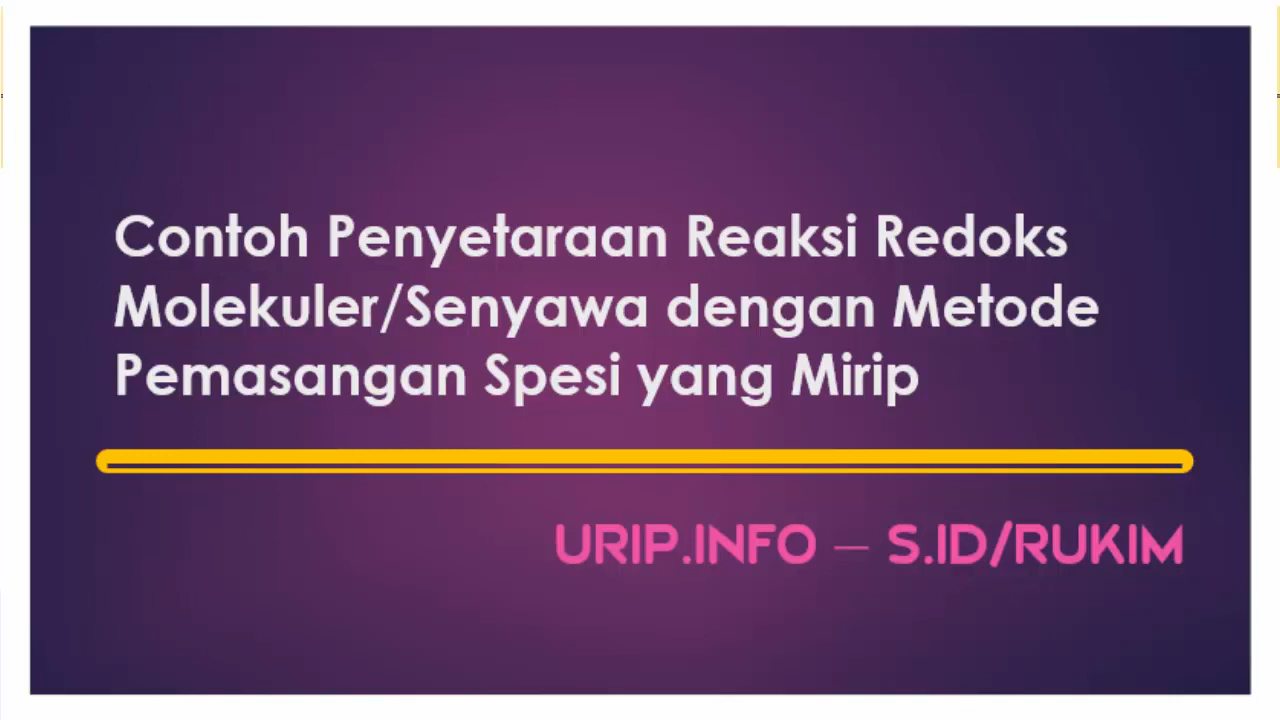 Contoh Penyetaraan Reaksi Redoks
Molekuler/Senyawa dengan Metode
Pemasangan Spesi yang Mirip
URIP.INFO – S.ID/RUKIM